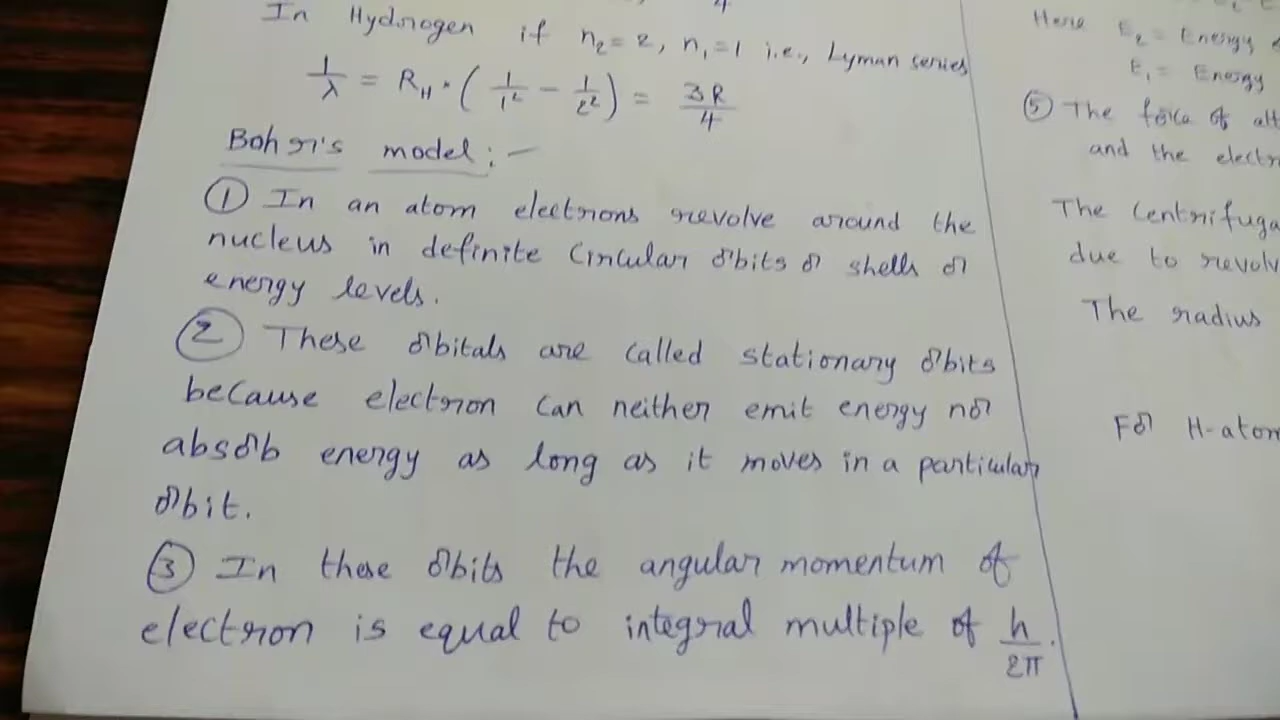 In Hydrogen if n₂ = 2, n₁ = 1 i.e., Lyman series
1/λ = R_H · (1/1² − 1/2²) = 3R/4
Bohr's model :–
① In an atom electrons revolve around the
nucleus in definite circular orbits or shells or
energy levels.
② These orbitals are called stationary orbits
because electron can neither emit energy nor
absorb energy as long as it moves in a particular
orbit.
③ In these orbits the angular momentum of
electron is equal to integral multiple of h/2π.
Here E₂ = Energy
E₁ = Energy
⑤ The force of att
and the electr
The Centrifuga
due to revolv
The radius
For H-atom